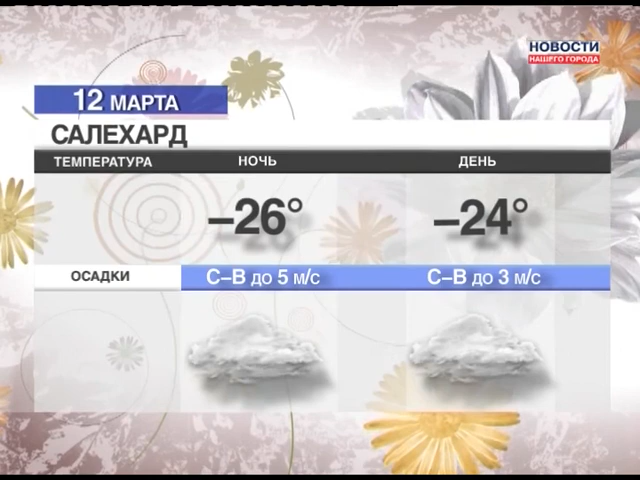 НОВОСТИ
НАШЕГО ГОРОДА
12 МАРТА
САЛЕХАРД
ТЕМПЕРАТУРА НОЧЬ ДЕНЬ
–26° –24°
ОСАДКИ С–В до 5 м/с С–В до 3 м/с